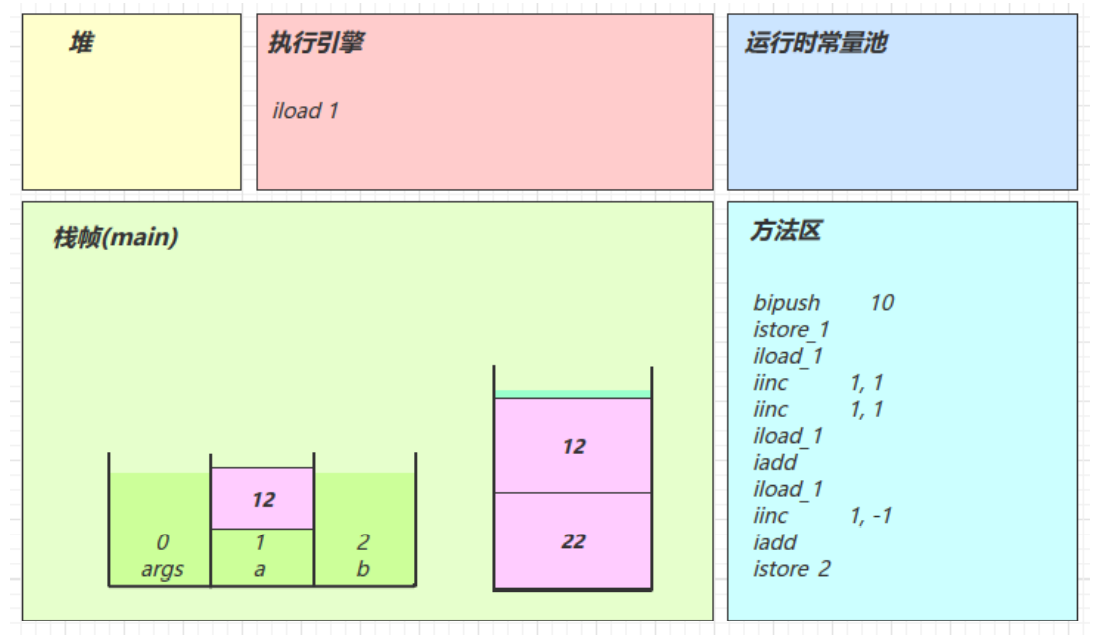 堆
执行引擎
iload 1
运行时常量池
栈帧(main)
12
0 1 2
args a b
12
22
方法区
bipush 10
istore_1
iload_1
iinc 1, 1
iinc 1, 1
iload_1
iadd
iload_1
iinc 1, -1
iadd
istore 2